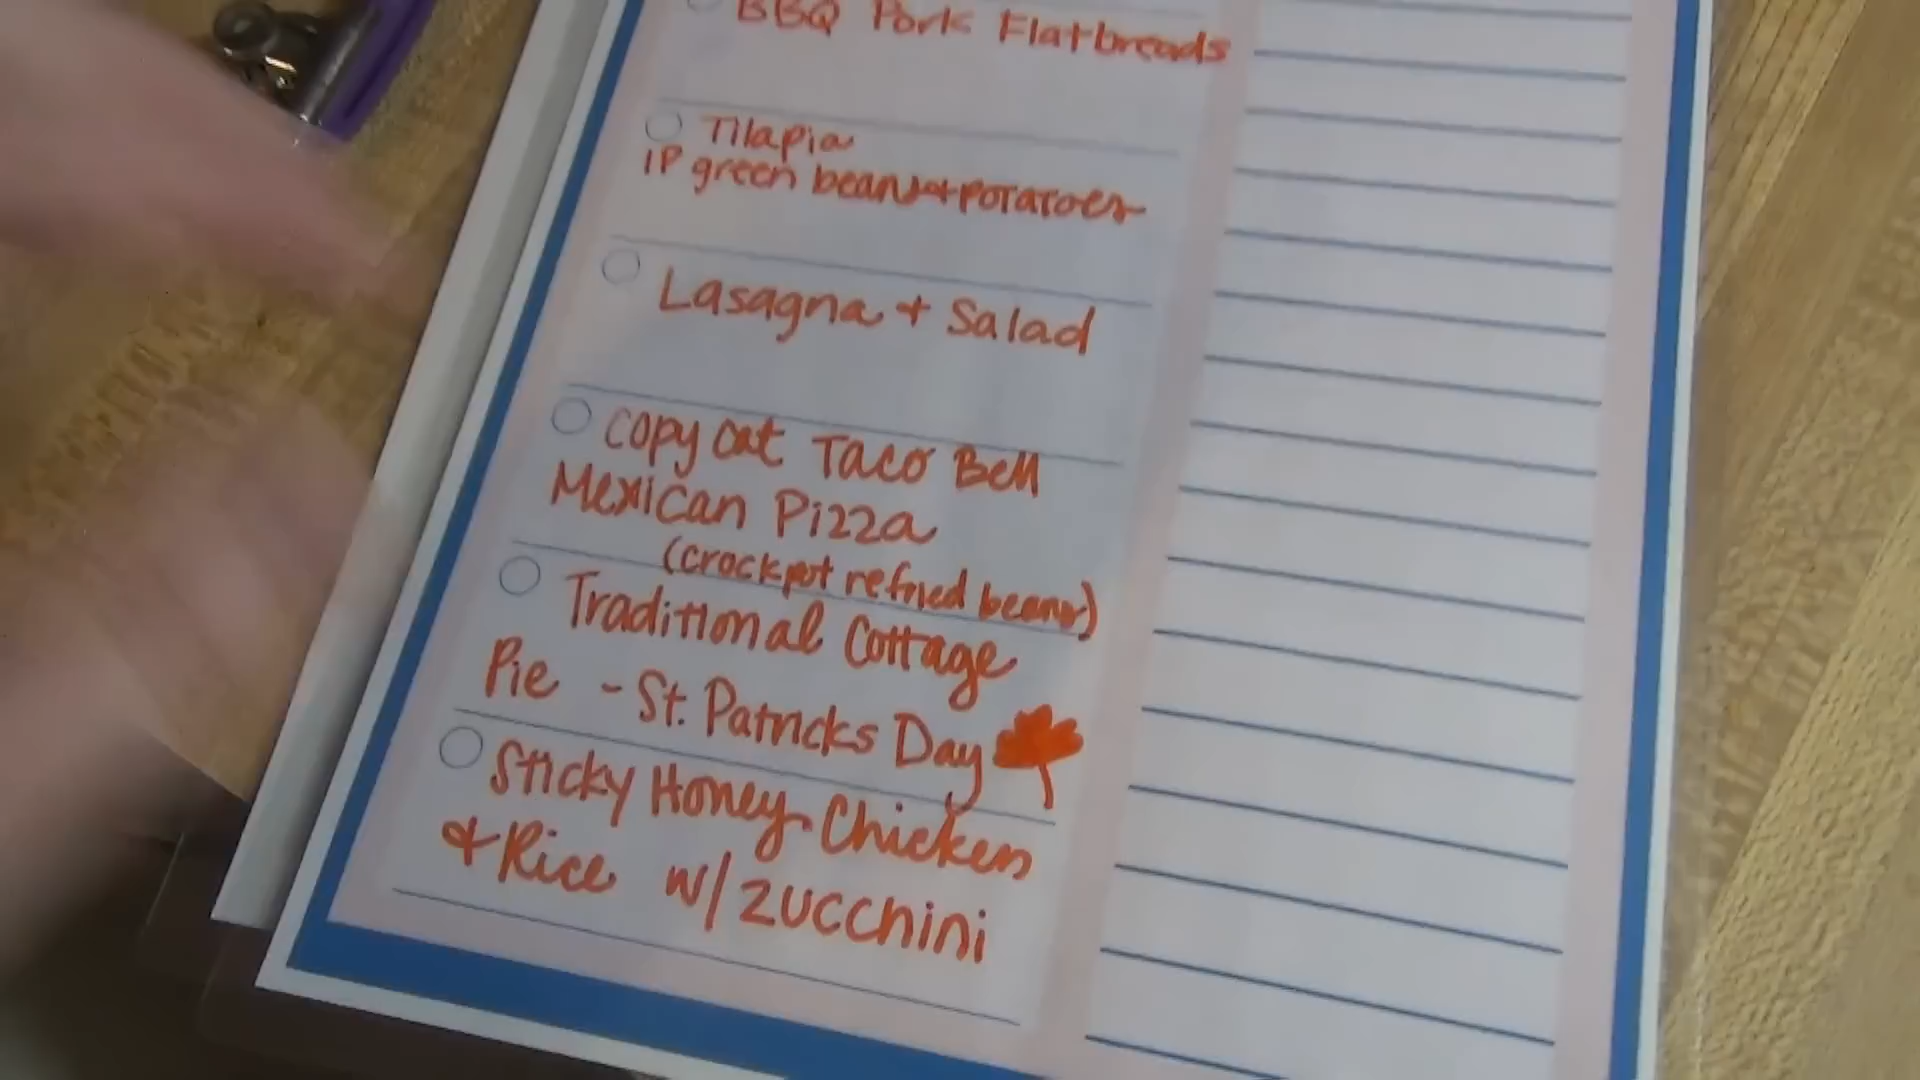 BBQ Pork Flatbreads
Tilapia
IP green beans + potatoes
Lasagna + Salad
Copy Cat Taco Bell
Mexican Pizza
(crockpot refried beans)
Traditional Cottage
Pie - St. Patricks Day
Sticky Honey Chicken
+ Rice w/ zucchini